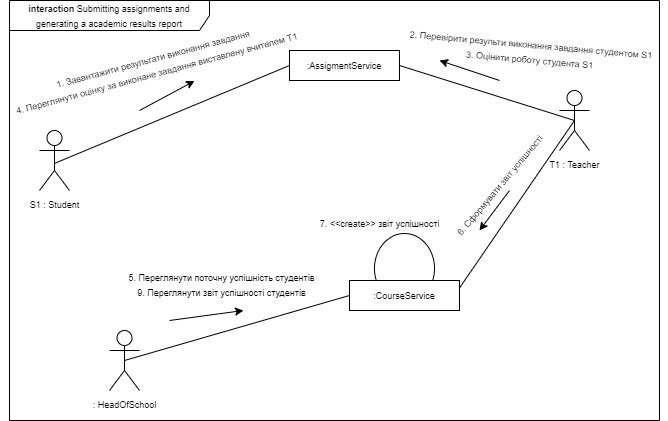 interaction Submitting assignments and
generating a academic results report
1. Завантажити результати виконання завдання
4. Переглянути оцінку за виконане завдання виставлену вчителем T1
2. Перевірити результи виконання завдання студентом S1
3. Оцінити роботу студента S1
:AssigmentService
S1 : Student
T1 : Teacher
6. Сформувати звіт успішності
7. <<create>> звіт успішності
5. Переглянути поточну успішність студентів
9. Переглянути звіт успішності студентів
:CourseService
: HeadOfSchool